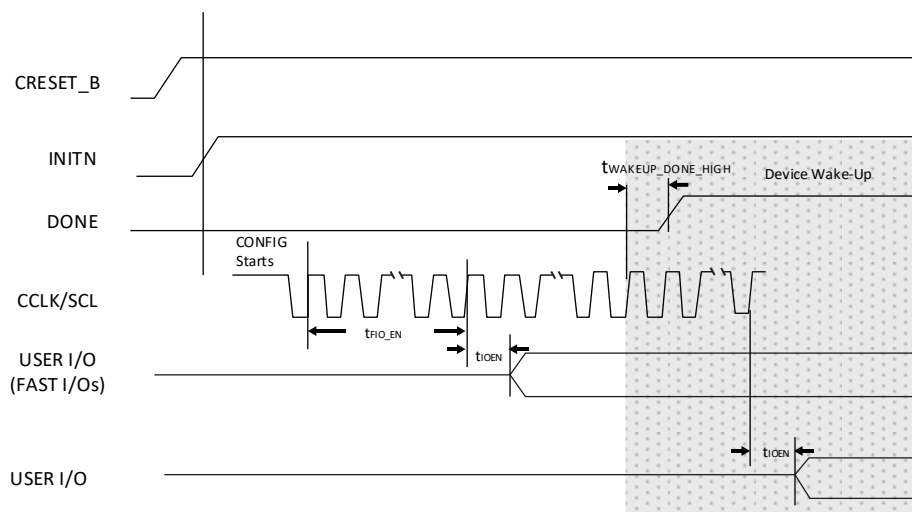 CRESET_B
INITN
tWAKEUP_DONE_HIGH
Device Wake-Up
DONE
CONFIG
Starts
CCLK/SCL
tFIO_EN
USER I/O
(FAST I/Os)
tIOEN
tIOEN
USER I/O